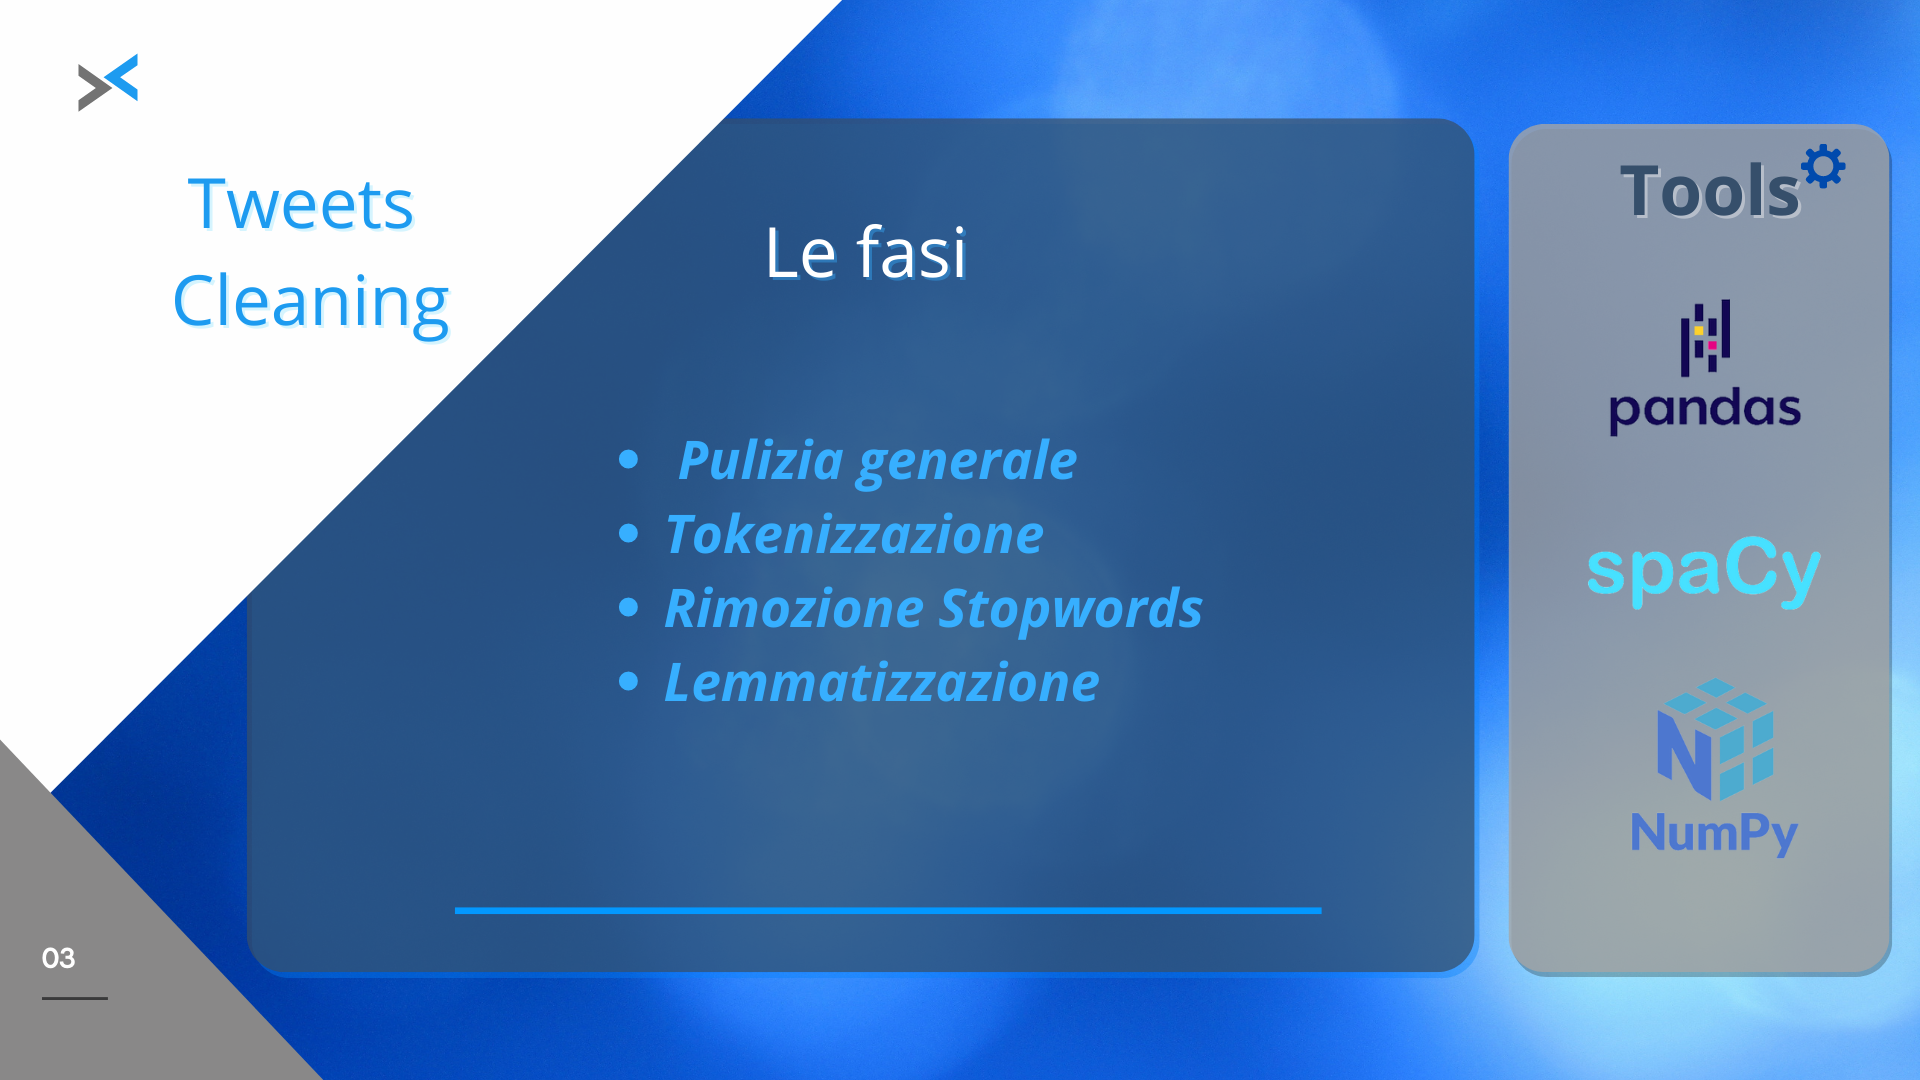 Tweets
Cleaning
Le fasi
• Pulizia generale
• Tokenizzazione
• Rimozione Stopwords
• Lemmatizzazione
Tools
pandas
spaCy
NumPy
03